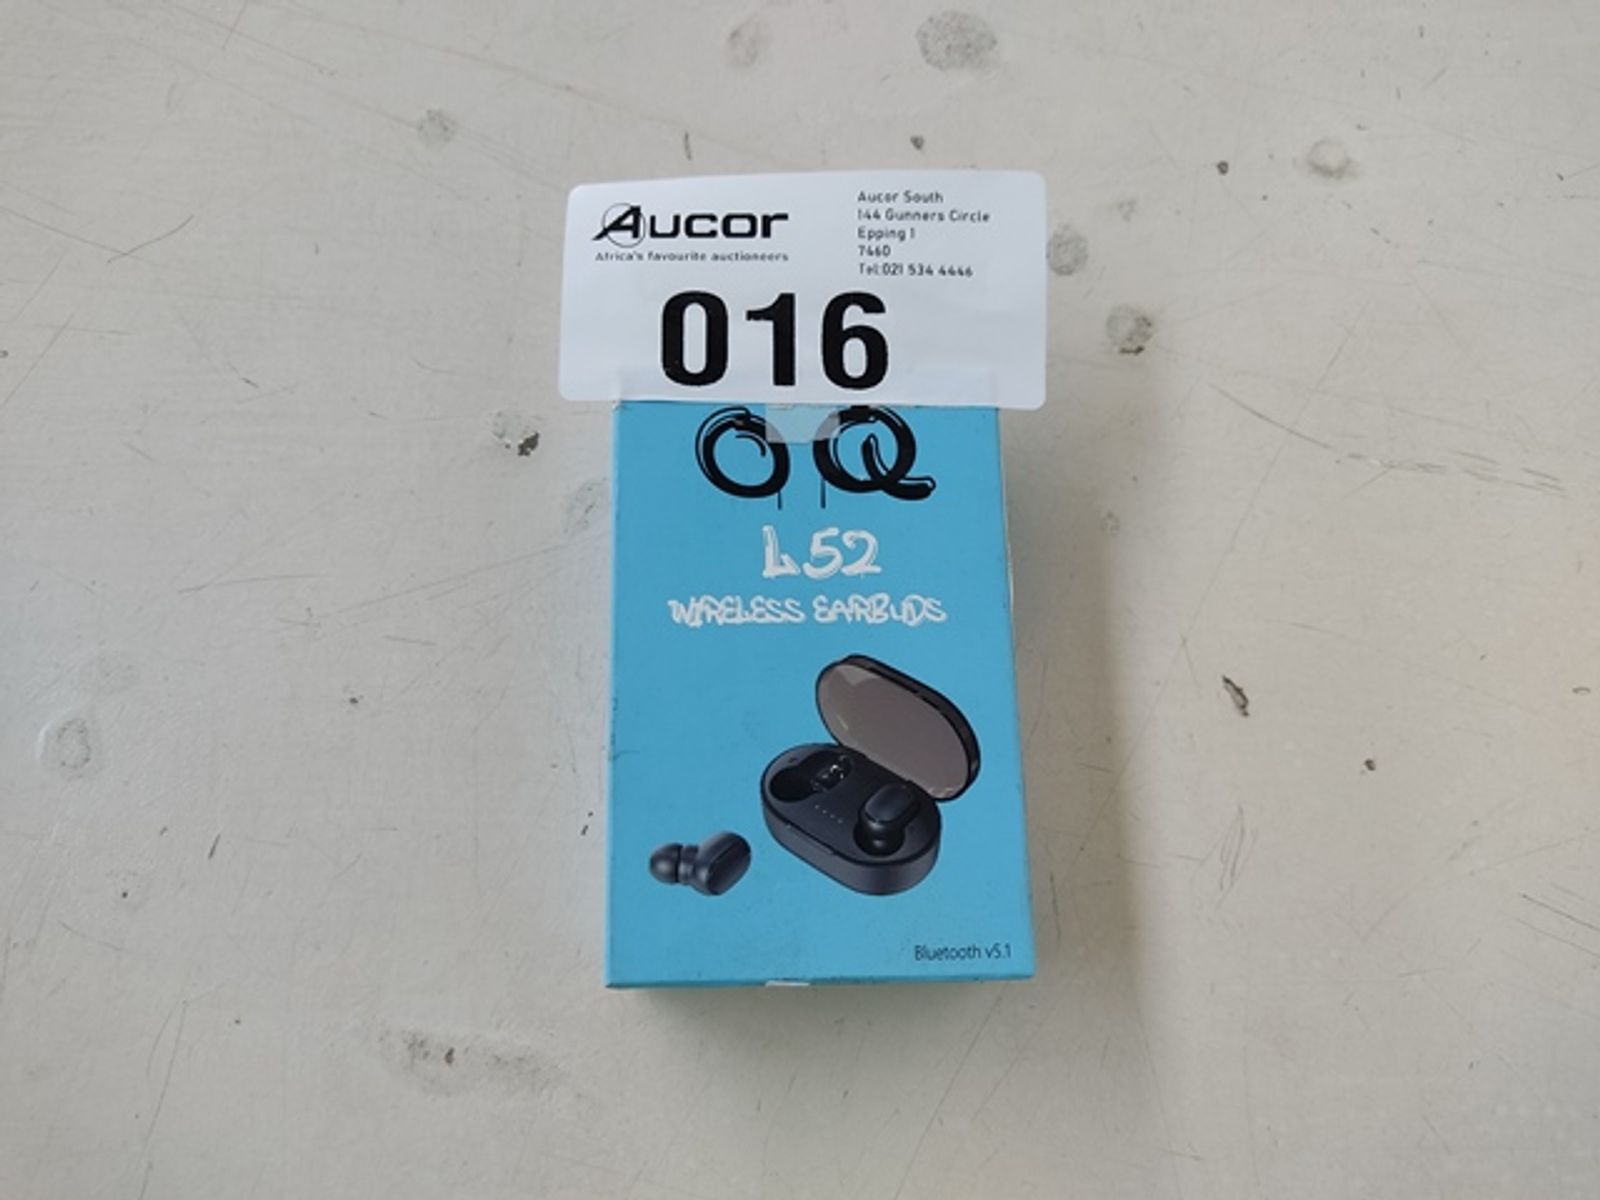 Aucor
Africa's favourite auctioneers
Aucor South
144 Gunners Circle
Epping 1
7460
Tel:021 534 4446
016
OQ
L52
WIRELESS EARBUDS
Bluetooth v5.1